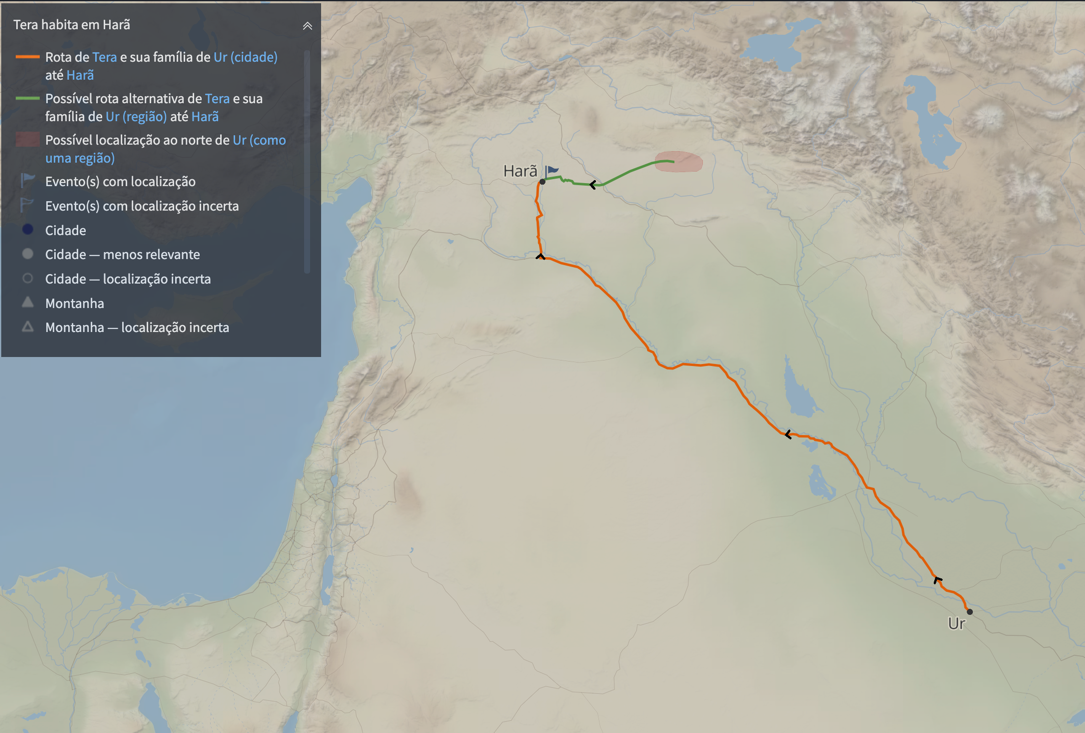 Tera habita em Harã
Rota de Tera e sua família de Ur (cidade)
até Harã
Possível rota alternativa de Tera e sua
família de Ur (região) até Harã
Possível localização ao norte de Ur (como
uma região)
Evento(s) com localização
Evento(s) com localização incerta
Cidade
Cidade — menos relevante
Cidade — localização incerta
Montanha
Montanha — localização incerta
Harã
Ur